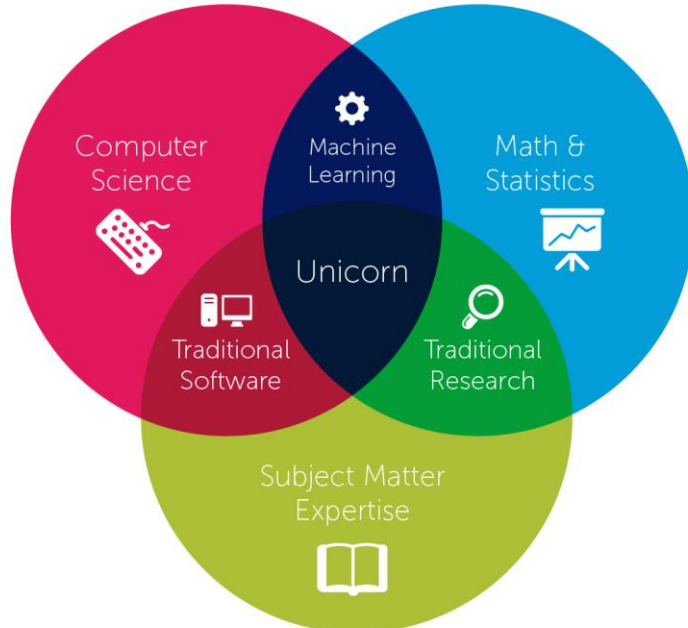 Computer
Science
Machine
Learning
Math &
Statistics
Unicorn
Traditional
Software
Traditional
Research
Subject Matter
Expertise